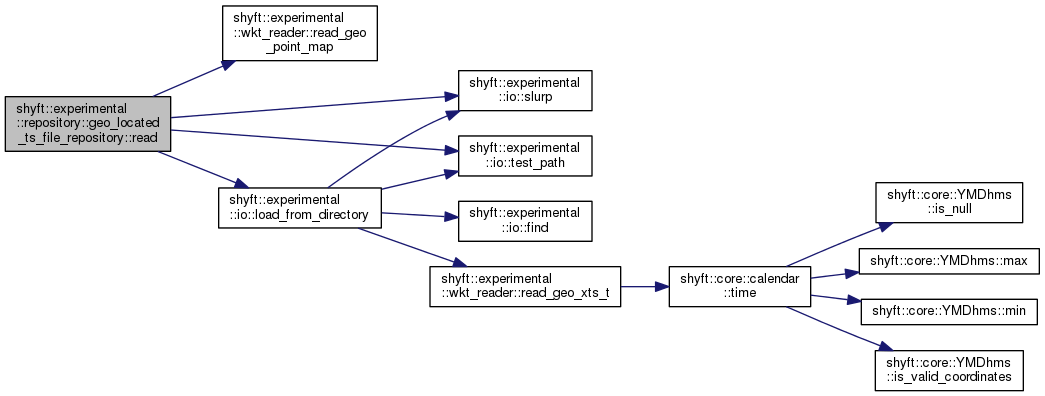 shyft::experimental
::wkt_reader::read_geo
_point_map
shyft::experimental
::repository::geo_located
_ts_file_repository::read
shyft::experimental
::io::slurp
shyft::experimental
::io::test_path
shyft::experimental
::io::load_from_directory
shyft::experimental
::io::find
shyft::experimental
::wkt_reader::read_geo_xts_t
shyft::core::calendar
::time
shyft::core::YMDhms
::is_null
shyft::core::YMDhms::max
shyft::core::YMDhms::min
shyft::core::YMDhms
::is_valid_coordinates